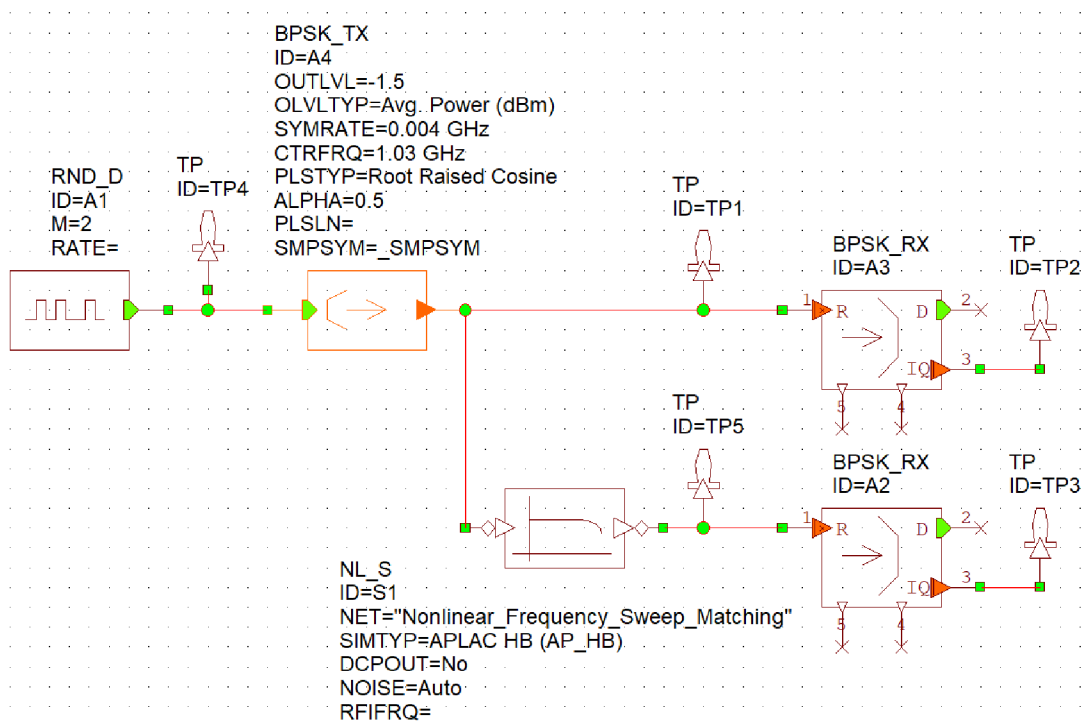 BPSK_TX
ID=A4
OUTLVL=-1.5
OLVLTYP=Avg. Power (dBm)
SYMRATE=0.004 GHz
CTRFRQ=1.03 GHz
PLSTYP=Root Raised Cosine
ALPHA=0.5
PLSLN=
SMPSYM=_SMPSYM
RND_D
ID=A1
M=2
RATE=
TP
ID=TP4
TP
ID=TP1
BPSK_RX
ID=A3
TP
ID=TP2
1
R
D
2
IQ
3
5
4
TP
ID=TP5
BPSK_RX
ID=A2
TP
ID=TP3
1
R
D
2
IQ
3
5
4
NL_S
ID=S1
NET="Nonlinear_Frequency_Sweep_Matching"
SIMTYP=APLAC HB (AP_HB)
DCPOUT=No
NOISE=Auto
RFIFRQ=